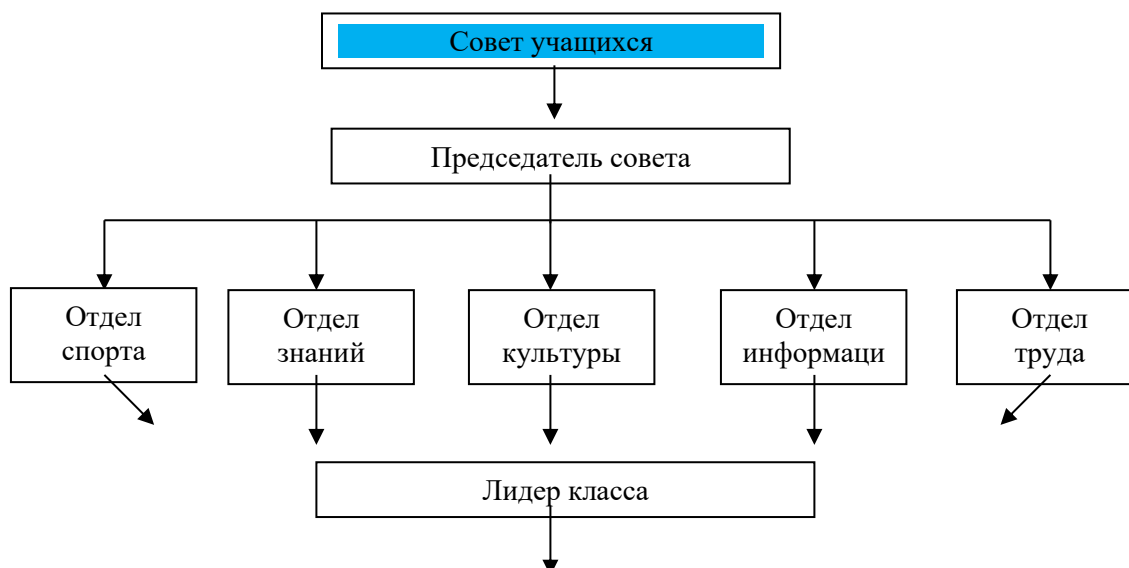 Совет учащихся
Председатель совета
Отдел
спорта
Отдел
знаний
Отдел
культуры
Отдел
информаци
Отдел
труда
Лидер класса